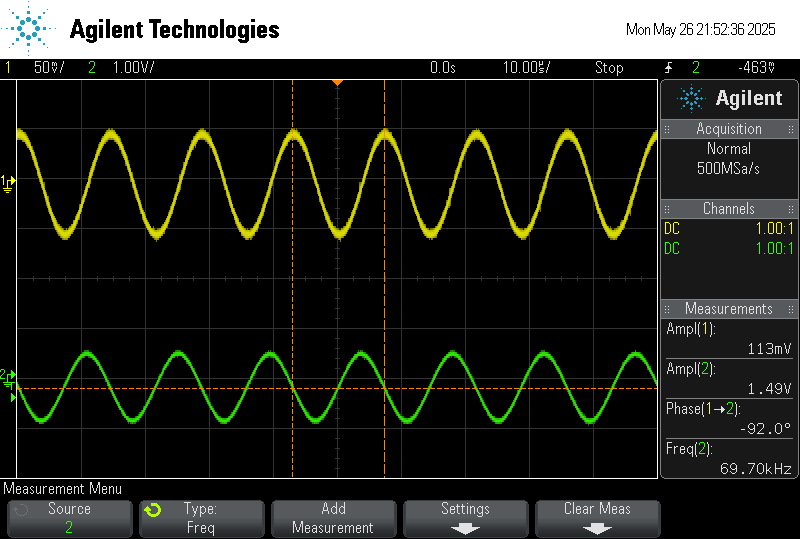 Agilent Technologies
Mon May 26 21:52:36 2025
1 50mV/ 2 1.00V/ 0.0s 10.00us/ Stop 2 -463mV
Agilent
Acquisition
Normal
500MSa/s
Channels
DC 1.00:1
DC 1.00:1
Measurements
Ampl(1):
113mV
Ampl(2):
1.49V
Phase(1→2):
-92.0°
Freq(2):
69.70kHz
1
2
Measurement Menu
Source
2
Type:
Freq
Add
Measurement
Settings
Clear Meas